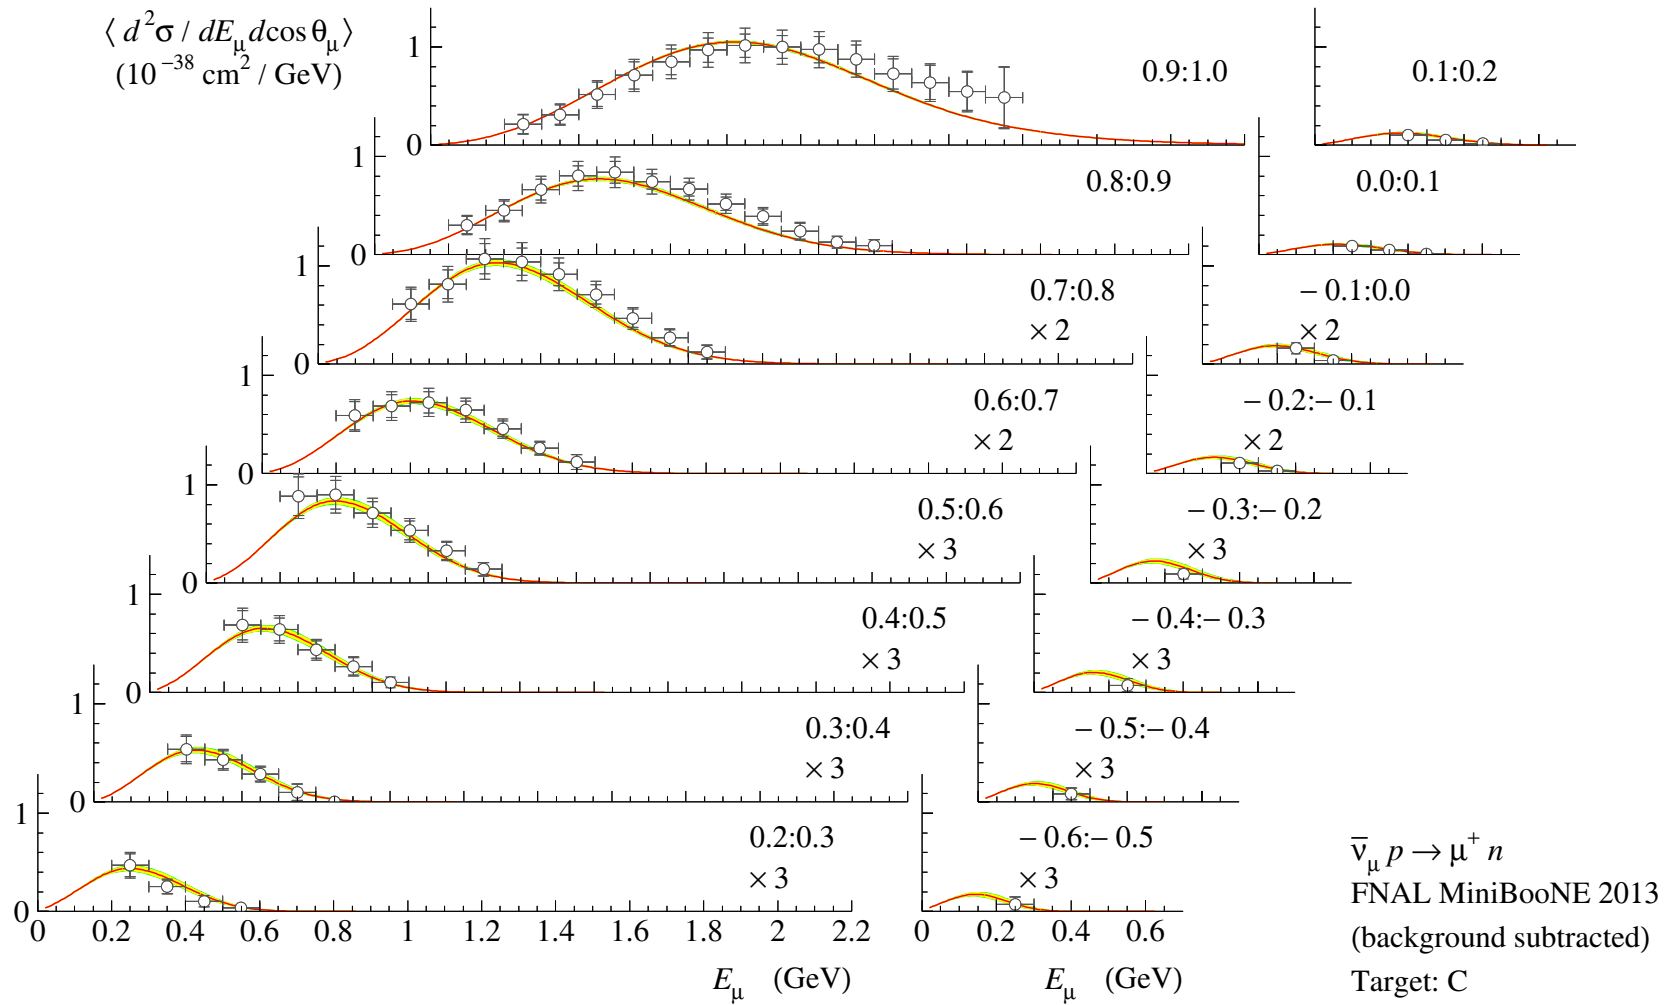 ⟨ d²σ / dE_μ dcos θ_μ ⟩
(10⁻³⁸ cm² / GeV)
1
0
0.9:1.0
0.1:0.2
1
0
0.8:0.9
0.0:0.1
1
0
0.7:0.8
× 2
− 0.1:0.0
× 2
1
0
0.6:0.7
× 2
− 0.2:− 0.1
× 2
1
0
0.5:0.6
× 3
− 0.3:− 0.2
× 3
1
0
0.4:0.5
× 3
− 0.4:− 0.3
× 3
1
0
0.3:0.4
× 3
− 0.5:− 0.4
× 3
1
0
0.2:0.3
× 3
− 0.6:− 0.5
× 3
0 0.2 0.4 0.6 0.8 1 1.2 1.4 1.6 1.8 2 2.2
0 0.2 0.4 0.6
E_μ (GeV)
E_μ (GeV)
ν̅_μ p → μ⁺ n
FNAL MiniBooNE 2013
(background subtracted)
Target: C